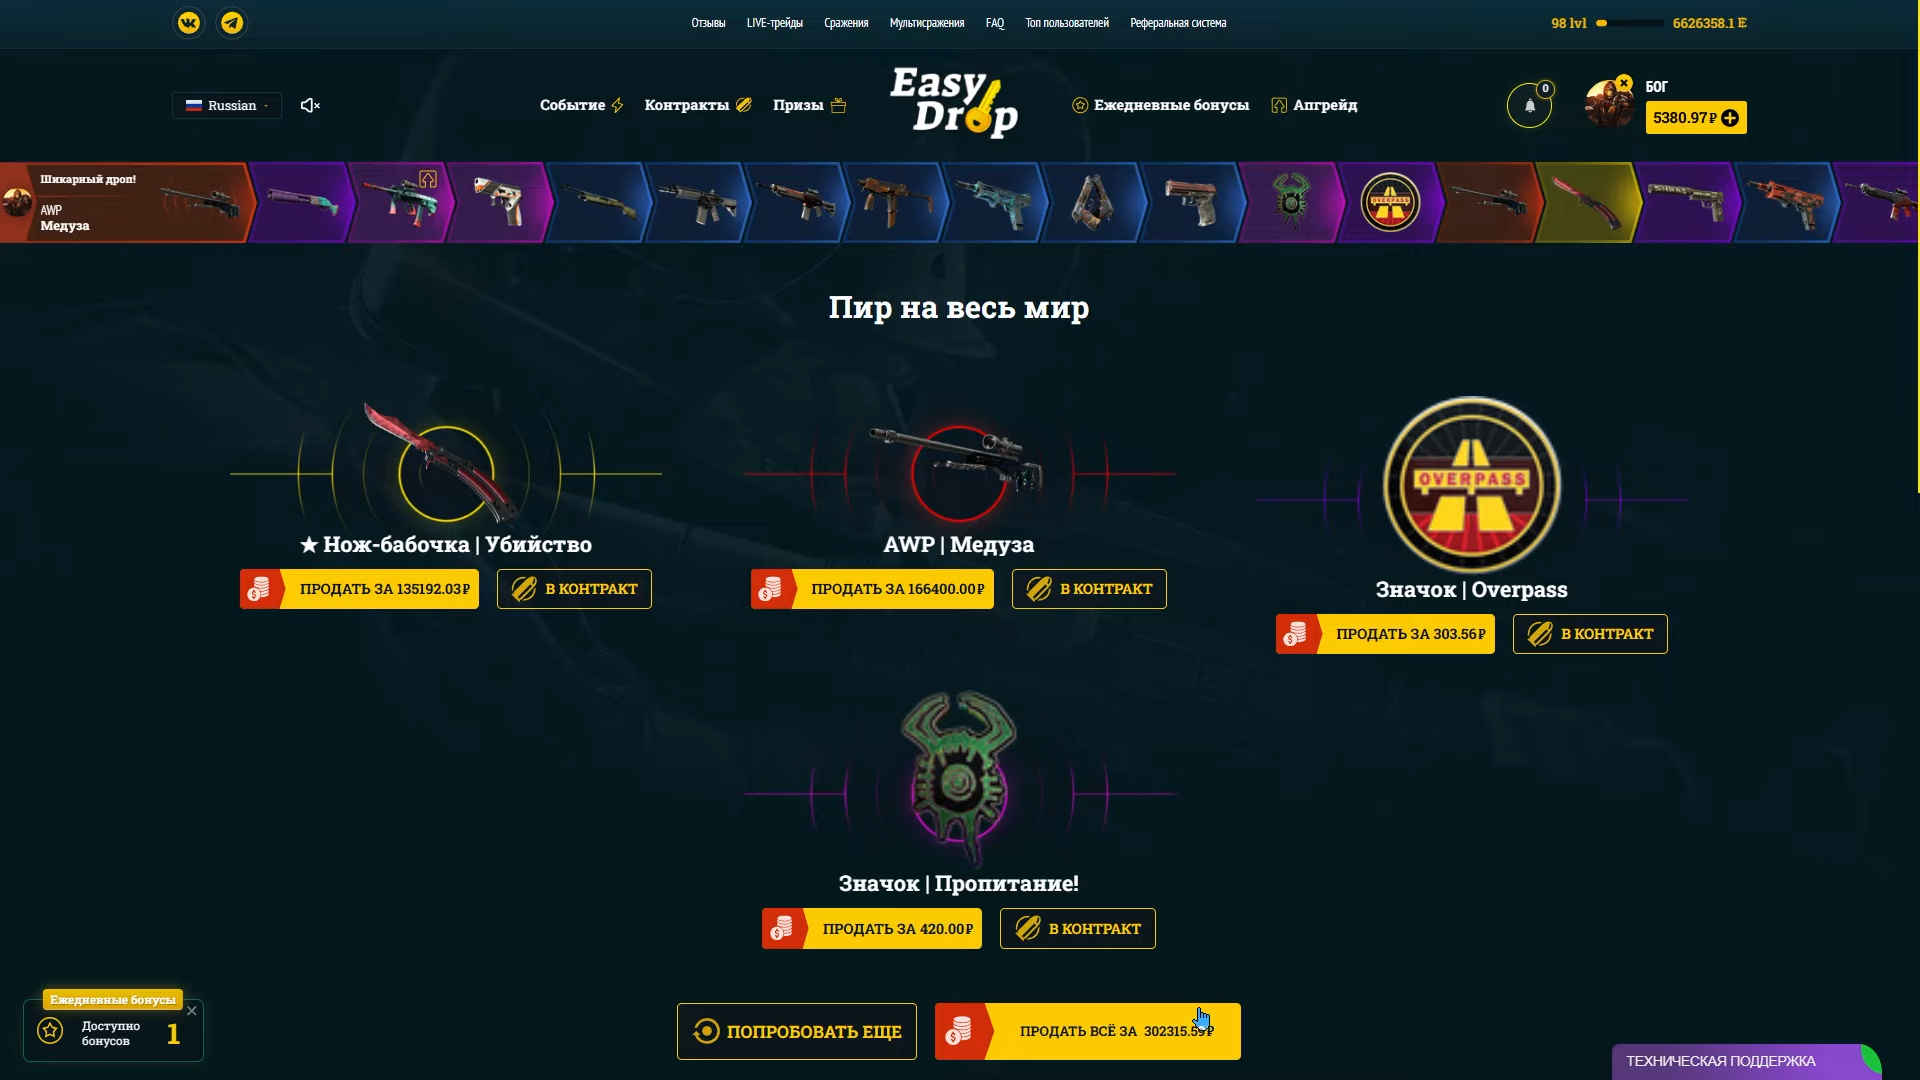 Отзывы LIVE-трейды Сражения Мультисражения FAQ Топ пользователей Реферальная система
98 lvl 6626358.1
Russian
Событие Контракты Призы
Easy
Drop
Ежедневные бонусы Апгрейд
0
БОГ
5380.97₽
Шикарный дроп!
AWP
Медуза
OVERPASS
Пир на весь мир
OVERPASS
★ Нож-бабочка | Убийство
ПРОДАТЬ ЗА 135192.03₽ В КОНТРАКТ
AWP | Медуза
ПРОДАТЬ ЗА 166400.00₽ В КОНТРАКТ
Значок | Overpass
ПРОДАТЬ ЗА 303.56₽ В КОНТРАКТ
Значок | Пропитание!
ПРОДАТЬ ЗА 420.00₽ В КОНТРАКТ
ПОПРОБОВАТЬ ЕЩЕ
ПРОДАТЬ ВСЁ ЗА 302315.59₽
Ежедневные бонусы
Доступно
бонусов
1
ТЕХНИЧЕСКАЯ ПОДДЕРЖКА